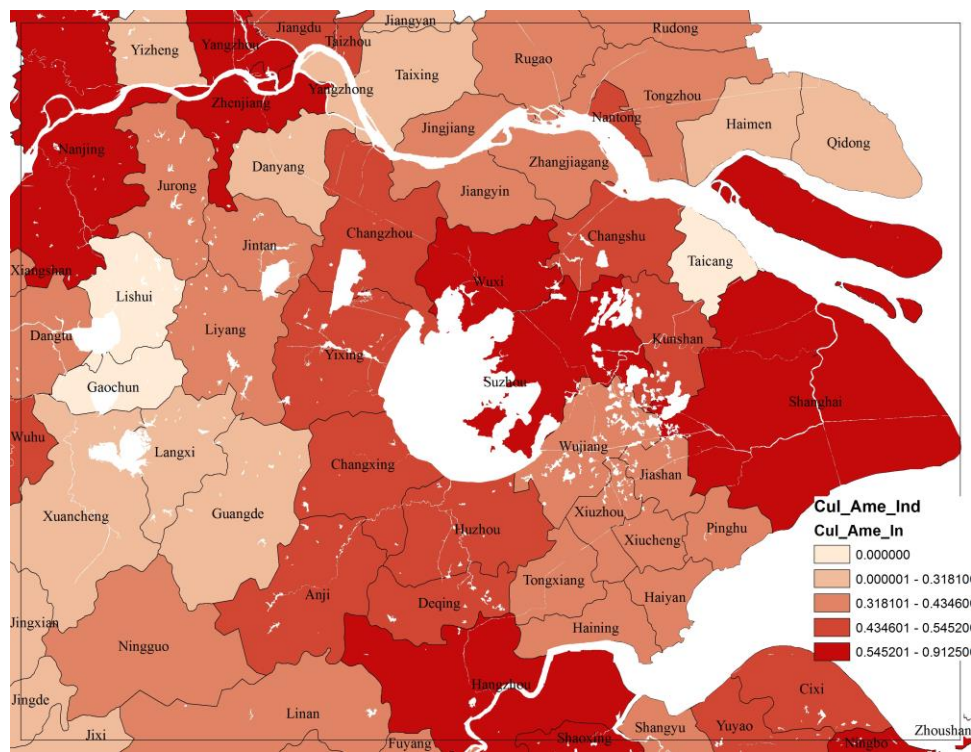 Jiangyan
Jiangdu
Rudong
Yizheng
Yangzhou
Taizhou
Rugao
Taixing
Yangzhong
Zhenjiang
Tongzhou
Nantong
Haimen
Jingjiang
Qidong
Nanjing
Danyang
Zhangjiagang
Jurong
Jiangyin
Changzhou
Changshu
Jintan
Taicang
Xiangshan
Wuxi
Lishui
Dangtu
Liyang
Kunshan
Yixing
Gaochun
Suzhou
Shanghai
Wuhu
Wujiang
Langxi
Changxing
Jiashan
Xuancheng
Guangde
Xiuzhou
Huzhou
Pinghu
Xiucheng
Tongxiang
Anji
Deqing
Haiyan
Jingxian
Haining
Ningguo
Hangzhou
Cixi
Jingde
Linan
Shangyu
Yuyao
Zhoushan
Jixi
Fuyang
Shaoxing
Ningbo
Cul_Ame_Ind
Cul_Ame_In
0.000000
0.000001 - 0.318100
0.318101 - 0.434600
0.434601 - 0.545200
0.545201 - 0.912500